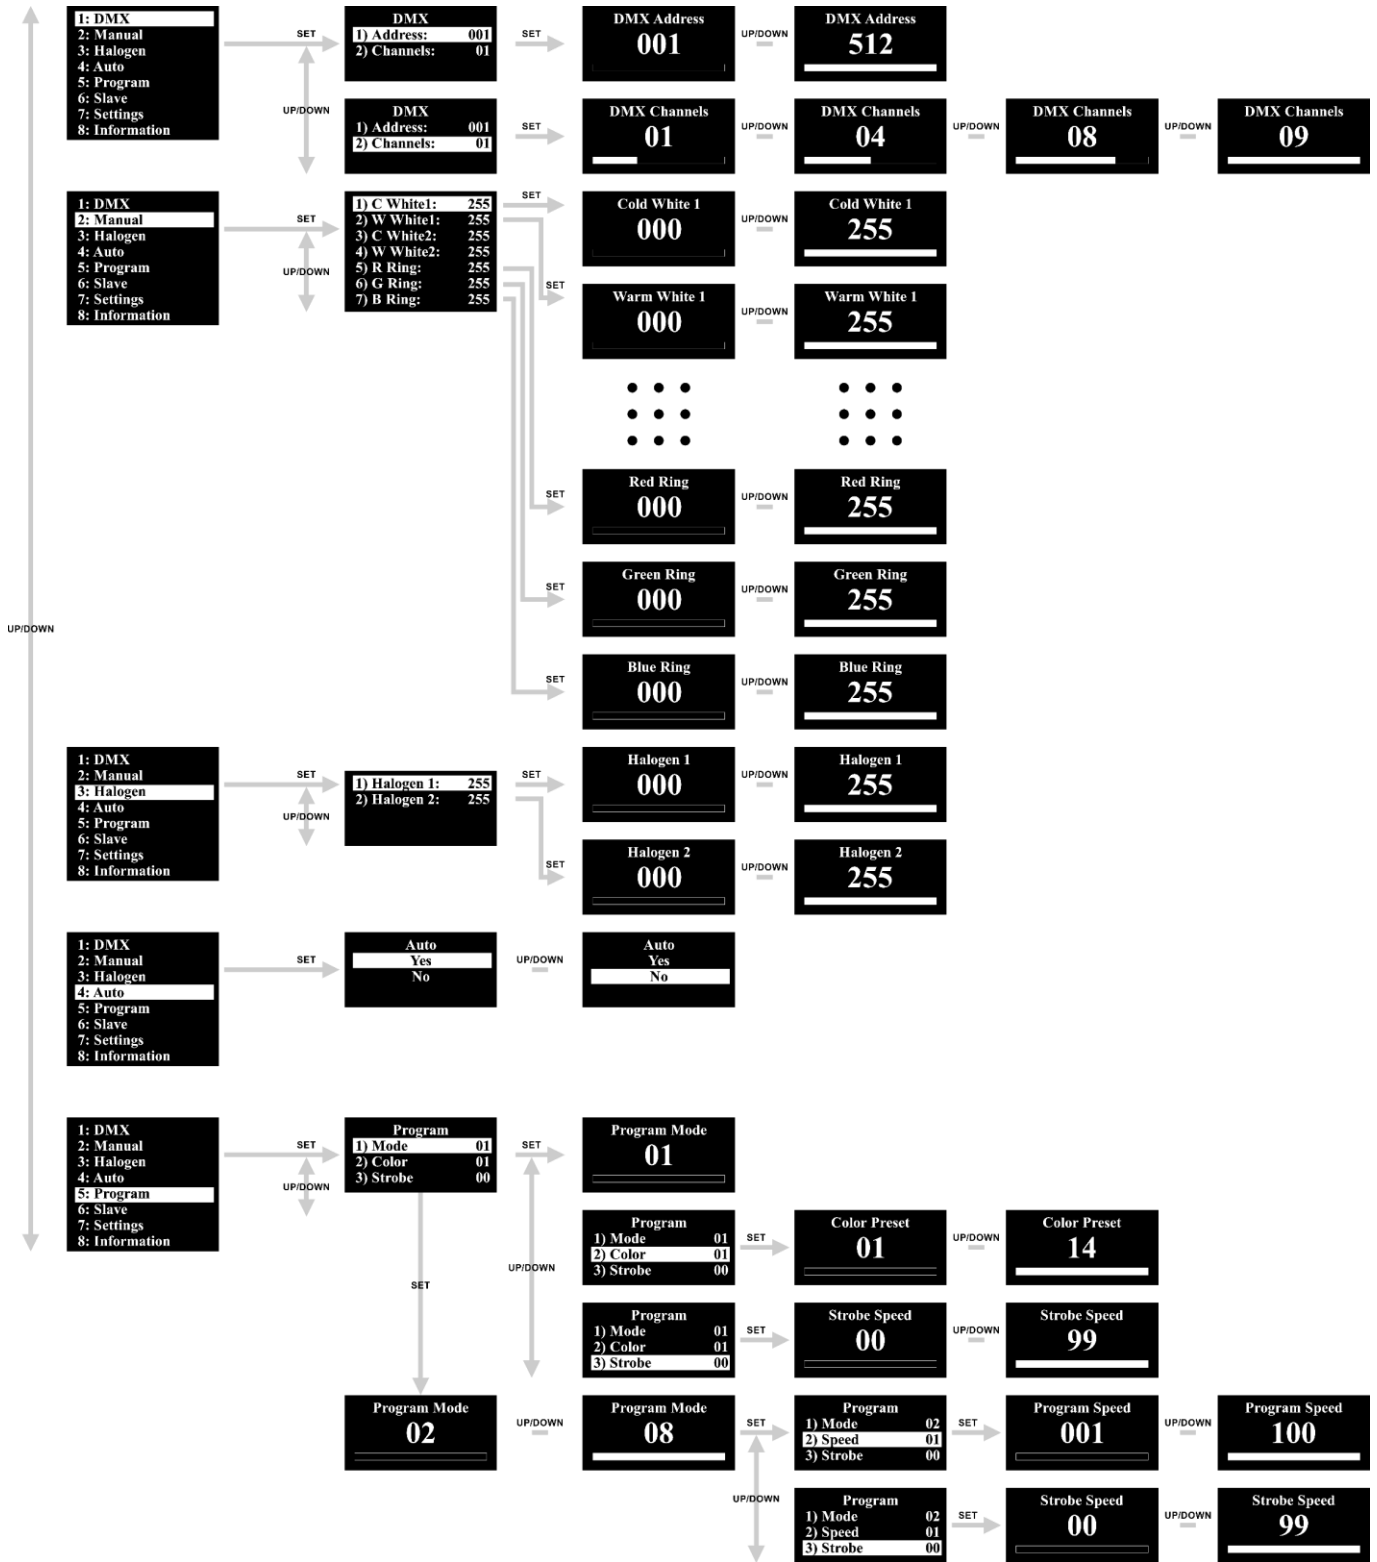 1: DMX
2: Manual
3: Halogen
4: Auto
5: Program
6: Slave
7: Settings
8: Information
SET
UP/DOWN
DMX
1) Address: 001
2) Channels: 01
SET
DMX Address
001
UP/DOWN
DMX Address
512
DMX
1) Address: 001
2) Channels: 01
SET
DMX Channels
01
UP/DOWN
DMX Channels
04
UP/DOWN
DMX Channels
08
UP/DOWN
DMX Channels
09
1: DMX
2: Manual
3: Halogen
4: Auto
5: Program
6: Slave
7: Settings
8: Information
SET
UP/DOWN
1) C White1: 255
2) W White1: 255
3) C White2: 255
4) W White2: 255
5) R Ring: 255
6) G Ring: 255
7) B Ring: 255
SET
Cold White 1
000
UP/DOWN
Cold White 1
255
SET
Warm White 1
000
UP/DOWN
Warm White 1
255
SET
Red Ring
000
UP/DOWN
Red Ring
255
SET
Green Ring
000
UP/DOWN
Green Ring
255
UP/DOWN
SET
Blue Ring
000
UP/DOWN
Blue Ring
255
1: DMX
2: Manual
3: Halogen
4: Auto
5: Program
6: Slave
7: Settings
8: Information
SET
UP/DOWN
1) Halogen 1: 255
2) Halogen 2: 255
SET
Halogen 1
000
UP/DOWN
Halogen 1
255
SET
Halogen 2
000
UP/DOWN
Halogen 2
255
1: DMX
2: Manual
3: Halogen
4: Auto
5: Program
6: Slave
7: Settings
8: Information
SET
Auto
Yes
No
UP/DOWN
Auto
Yes
No
1: DMX
2: Manual
3: Halogen
4: Auto
5: Program
6: Slave
7: Settings
8: Information
SET
UP/DOWN
Program
1) Mode 01
2) Color 01
3) Strobe 00
SET
Program Mode
01
UP/DOWN
Program
1) Mode 01
2) Color 01
3) Strobe 00
SET
Color Preset
01
UP/DOWN
Color Preset
14
Program
1) Mode 01
2) Color 01
3) Strobe 00
SET
Strobe Speed
00
UP/DOWN
Strobe Speed
99
SET
Program Mode
02
UP/DOWN
Program Mode
08
SET
UP/DOWN
Program
1) Mode 02
2) Speed 01
3) Strobe 00
SET
Program Speed
001
UP/DOWN
Program Speed
100
Program
1) Mode 02
2) Speed 01
3) Strobe 00
SET
Strobe Speed
00
UP/DOWN
Strobe Speed
99